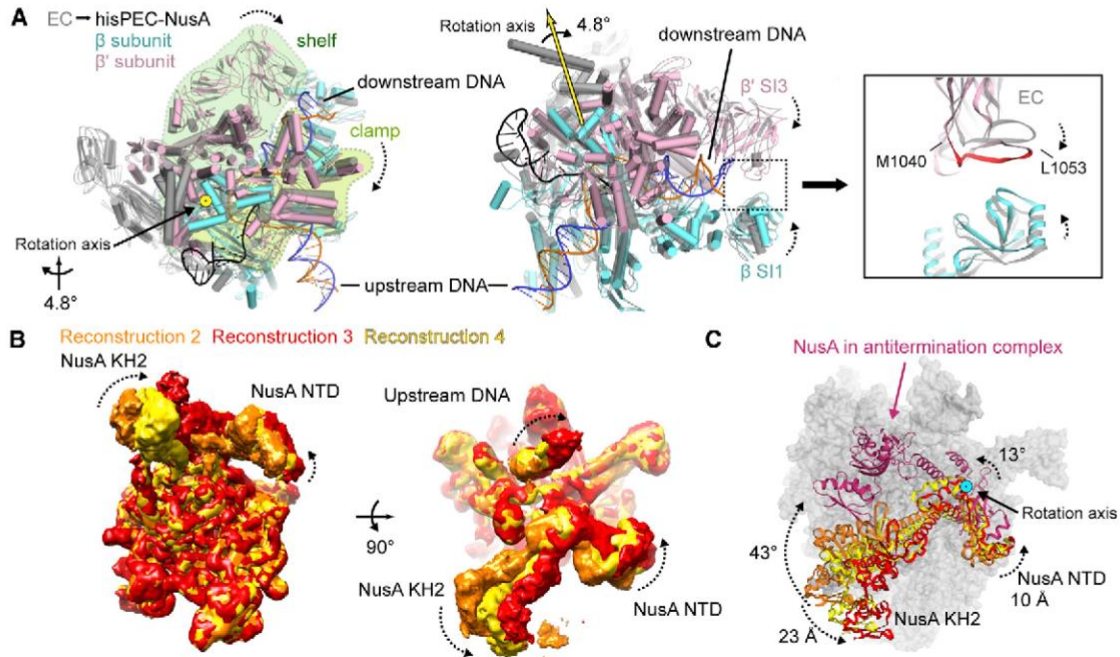 A
EC → hisPEC-NusA
β subunit
β' subunit
shelf
downstream DNA
clamp
Rotation axis
4.8°
upstream DNA
Rotation axis
4.8°
downstream DNA
β' SI3
β SI1
EC
M1040
L1053
B
Reconstruction 2 Reconstruction 3 Reconstruction 4
NusA KH2
NusA NTD
90°
Upstream DNA
NusA KH2
NusA NTD
C
NusA in antitermination complex
13°
Rotation axis
43°
NusA NTD
10 Å
NusA KH2
23 Å